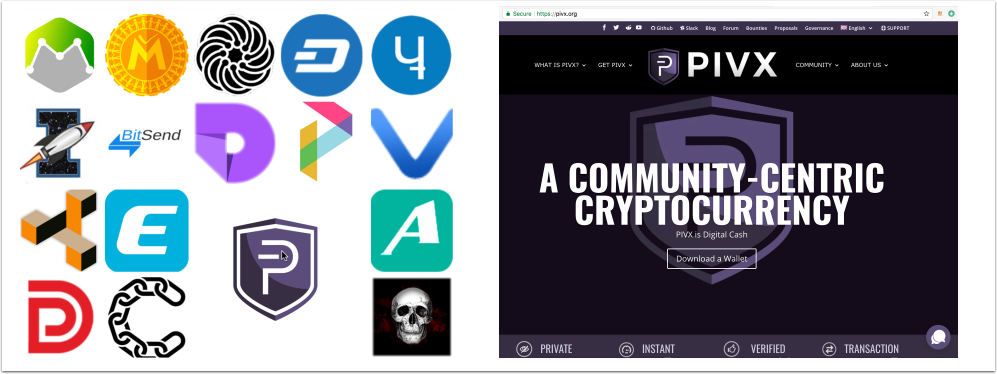 BitSend
Secure
https://pivx.org
Github
Slack
Blog
Forum
Bounties
Proposals
Governance
English
SUPPORT
WHAT IS PIVX?
GET PIVX
PIVX
COMMUNITY
ABOUT US
A COMMUNITY-CENTRIC
CRYPTOCURRENCY
PIVX is Digital Cash
Download a Wallet
PRIVATE
INSTANT
VERIFIED
TRANSACTION